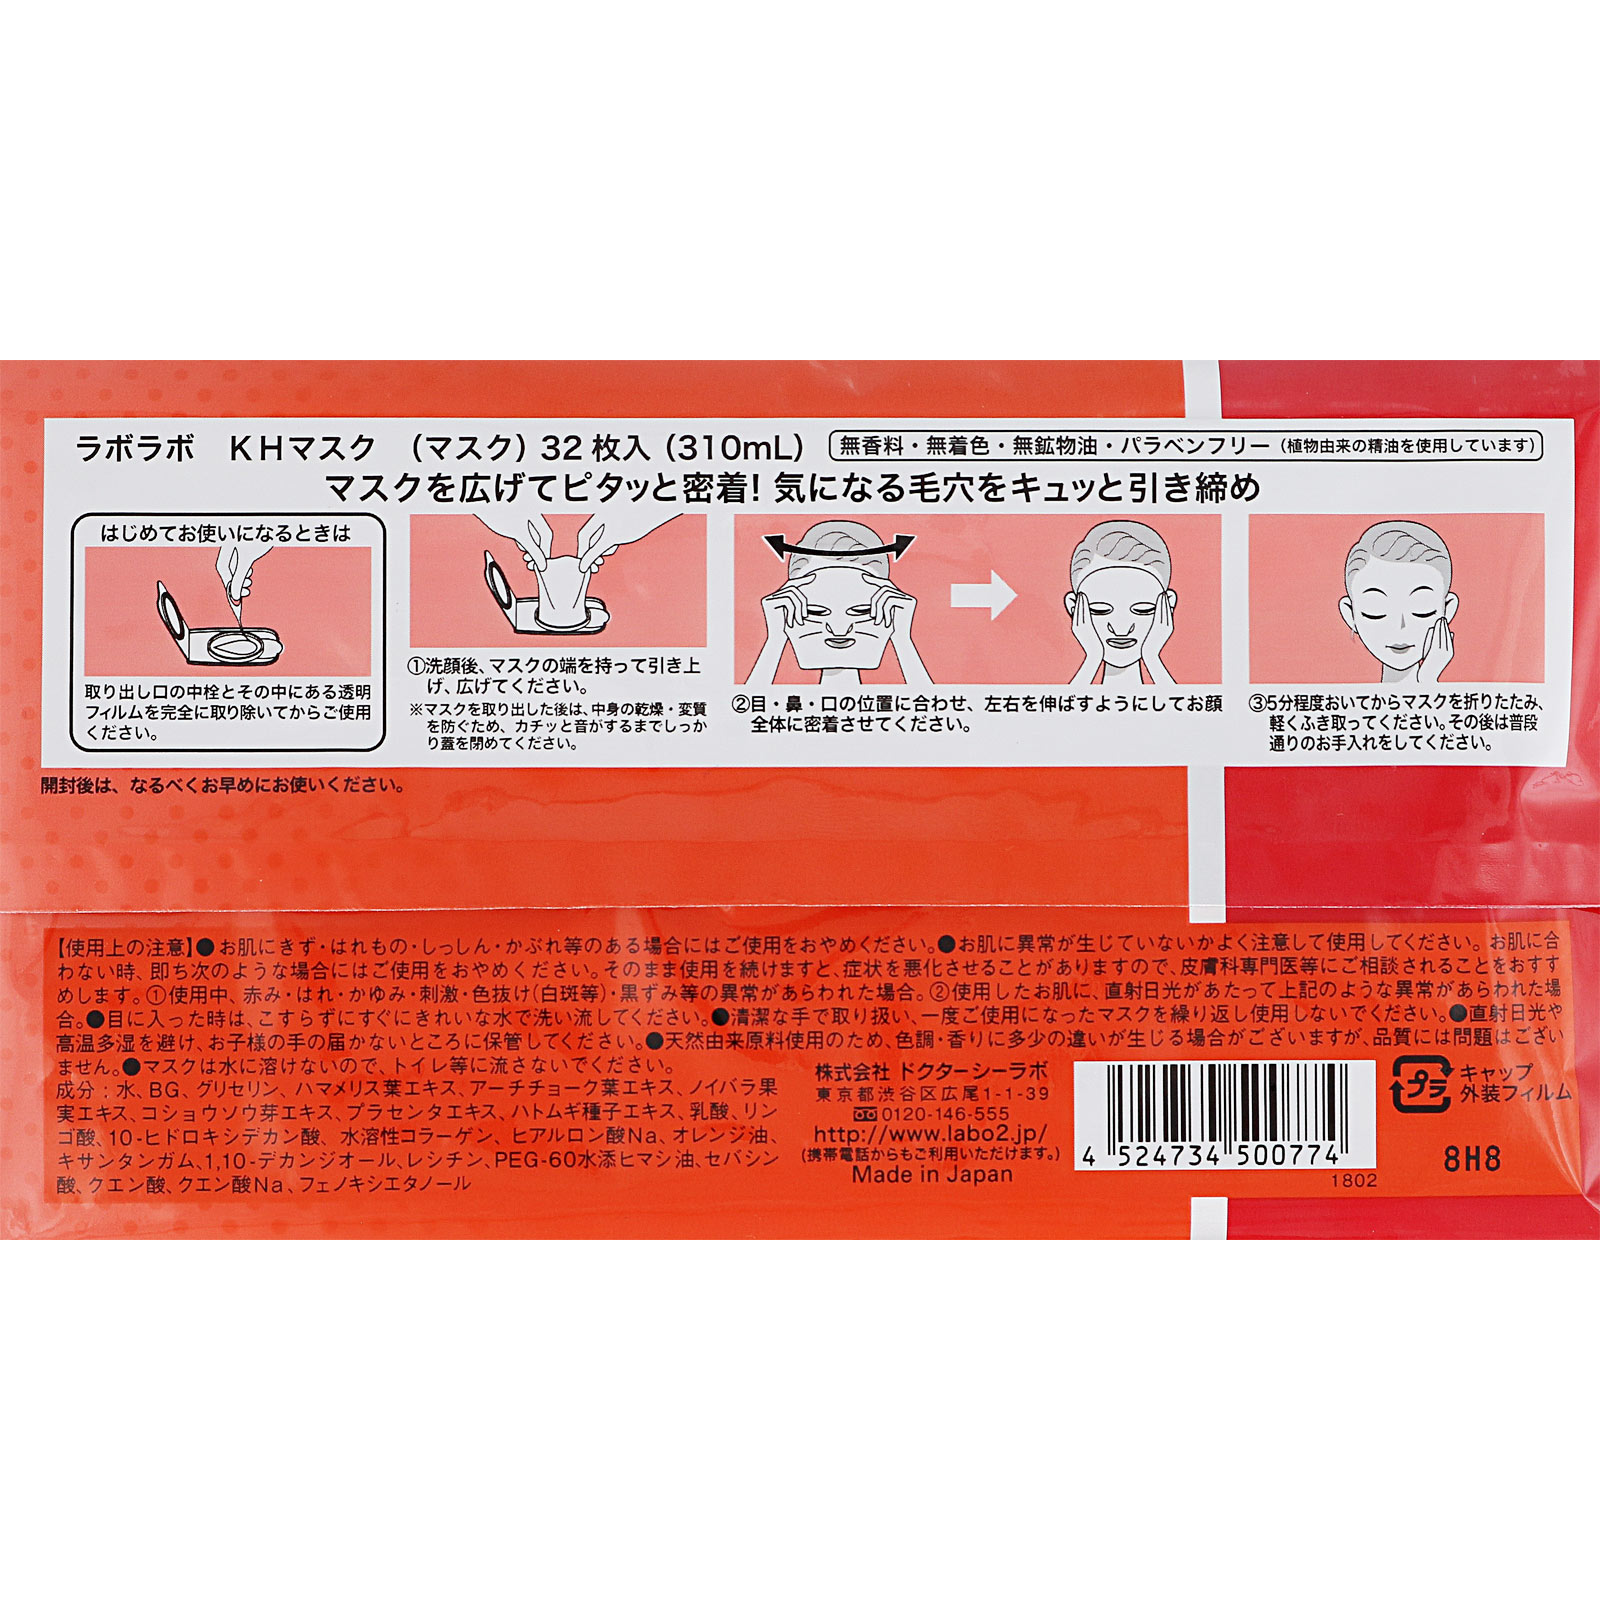 ラボラボ　KHマスク　(マスク) 32枚入 (310mL)
無香料・無着色・無鉱物油・パラベンフリー (植物由来の精油を使用しています)
マスクを広げてピタッと密着! 気になる毛穴をキュッと引き締め
はじめてお使いになるときは
取り出し口の中栓とその中にある透明
フィルムを完全に取り除いてからご使用
ください。
①洗顔後、マスクの端を持って引き上
げ、広げてください。
※マスクを取り出した後は、中身の乾燥・変質
を防ぐため、カチッと音がするまでしっか
り蓋を閉めてください。
②目・鼻・口の位置に合わせ、左右を伸ばすようにしてお顔
全体に密着させてください。
③5分程度おいてからマスクを折りたたみ、
軽くふき取ってください。その後は普段
通りのお手入れをしてください。
開封後は、なるべくお早めにお使いください。
【使用上の注意】●お肌にきず・はれもの・しっしん・かぶれ等のある場合にはご使用をおやめください。●お肌に異常が生じていないかよく注意して使用してください。お肌に合
わない時、即ち次のような場合にはご使用をおやめください。そのまま使用を続けますと、症状を悪化させることがありますので、皮膚科専門医等にご相談されることをおすす
めします。①使用中、赤み・はれ・かゆみ・刺激・色抜け(白斑等)・黒ずみ等の異常があらわれた場合。②使用したお肌に、直射日光があたって上記のような異常があらわれた場
合。●目に入った時は、こすらずにすぐにきれいな水で洗い流してください。●清潔な手で取り扱い、一度ご使用になったマスクを繰り返し使用しないでください。●直射日光や
高温多湿を避け、お子様の手の届かないところに保管してください。●天然由来原料使用のため、色調・香りに多少の違いが生じる場合がございますが、品質には問題はござい
ません。●マスクは水に溶けないので、トイレ等に流さないでください。
成分：水、BG、グリセリン、ハマメリス葉エキス、アーチチョーク葉エキス、ノイバラ果
実エキス、コショウソウ芽エキス、プラセンタエキス、ハトムギ種子エキス、乳酸、リン
ゴ酸、10-ヒドロキシデカン酸、水溶性コラーゲン、ヒアルロン酸Na、オレンジ油、
キサンタンガム、1,10-デカンジオール、レシチン、PEG-60水添ヒマシ油、セバシン
酸、クエン酸、クエン酸Na、フェノキシエタノール
株式会社 ドクターシーラボ
東京都渋谷区広尾1-1-39
0120-146-555
http://www.labo2.jp/
(携帯電話からもご利用いただけます。)
Made in Japan
4 524734 500774
1802
プラ
キャップ
外装フィルム
8H8